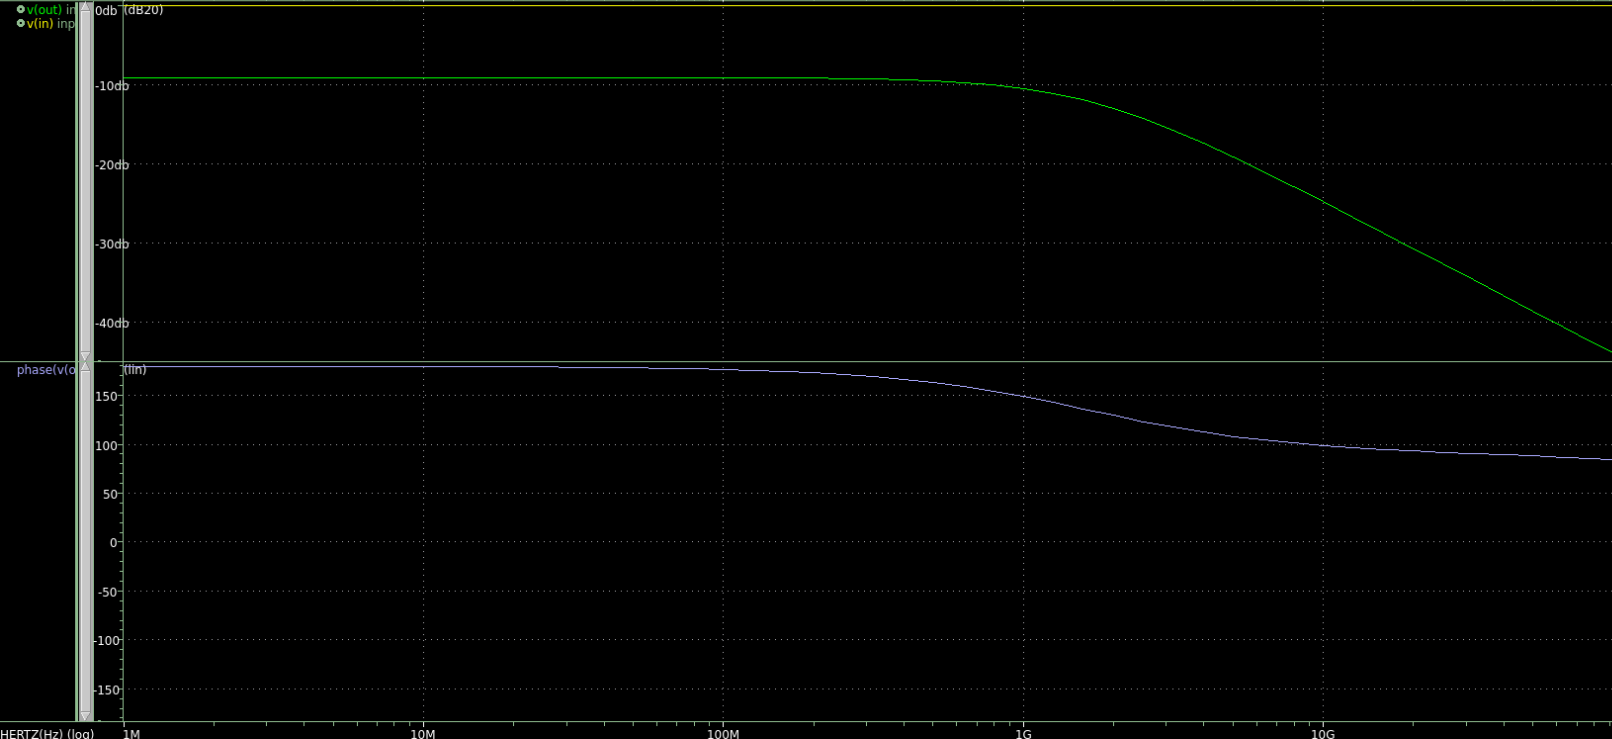 v(out) in
v(in) inp
0db (dB20)
-10db
-20db
-30db
-40db
phase(v(o
(lin)
150
100
50
0
-50
-100
-150
HERTZ(Hz) (log) 1M 10M 100M 1G 10G